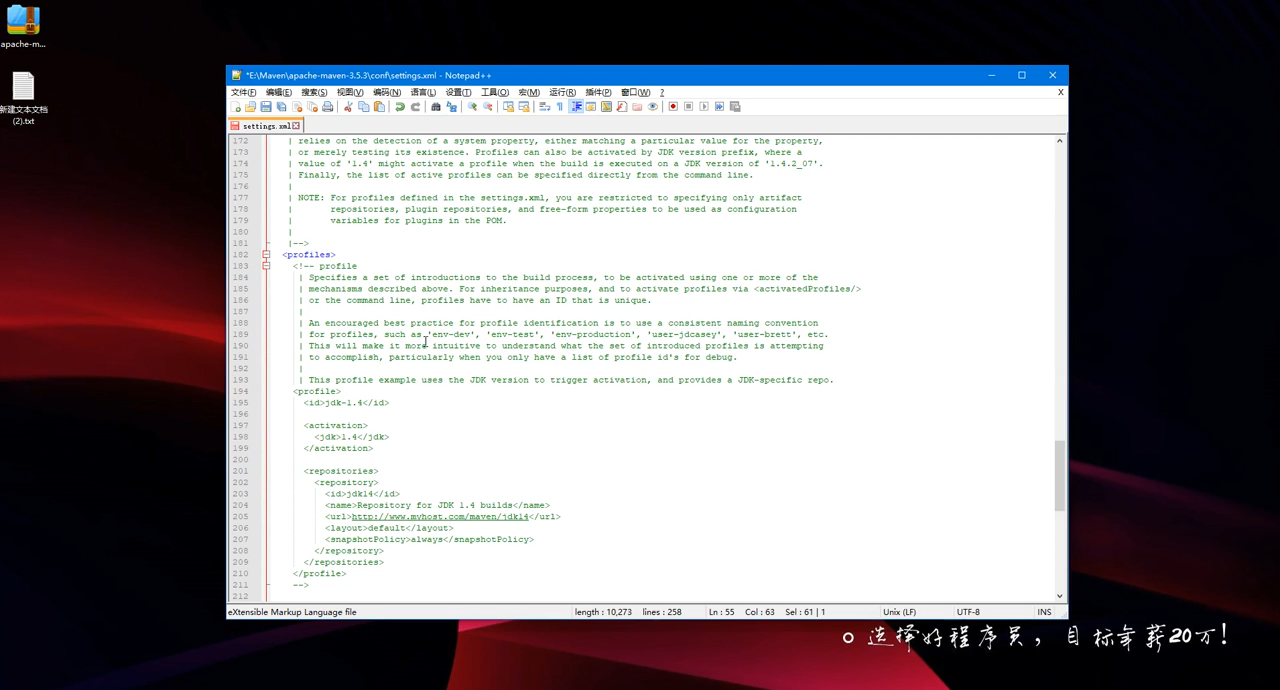 apache-m...
新建文本文档
(2).txt
*E:\Maven\apache-maven-3.5.3\conf\settings.xml - Notepad++
文件(F) 编辑(E) 搜索(S) 视图(V) 编码(N) 语言(L) 设置(T) 工具(O) 宏(M) 运行(R) 插件(P) 窗口(W) ? X
settings.xml
172 | relies on the detection of a system property, either matching a particular value for the property,
173 | or merely testing its existence. Profiles can also be activated by JDK version prefix, where a
174 | value of '1.4' might activate a profile when the build is executed on a JDK version of '1.4.2_07'.
175 | Finally, the list of active profiles can be specified directly from the command line.
176 |
177 | NOTE: For profiles defined in the settings.xml, you are restricted to specifying only artifact
178 | repositories, plugin repositories, and free-form properties to be used as configuration
179 | variables for plugins in the POM.
180 |
181 |-->
182 <profiles>
183 <!-- profile
184 | Specifies a set of introductions to the build process, to be activated using one or more of the
185 | mechanisms described above. For inheritance purposes, and to activate profiles via <activatedProfiles/>
186 | or the command line, profiles have to have an ID that is unique.
187 |
188 | An encouraged best practice for profile identification is to use a consistent naming convention
189 | for profiles, such as 'env-dev', 'env-test', 'env-production', 'user-jdcasey', 'user-brett', etc.
190 | This will make it more intuitive to understand what the set of introduced profiles is attempting
191 | to accomplish, particularly when you only have a list of profile id's for debug.
192 |
193 | This profile example uses the JDK version to trigger activation, and provides a JDK-specific repo.
194 <profile>
195 <id>jdk-1.4</id>
196
197 <activation>
198 <jdk>1.4</jdk>
199 </activation>
200
201 <repositories>
202 <repository>
203 <id>jdk14</id>
204 <name>Repository for JDK 1.4 builds</name>
205 <url>http://www.myhost.com/maven/jdk14</url>
206 <layout>default</layout>
207 <snapshotPolicy>always</snapshotPolicy>
208 </repository>
209 </repositories>
210 </profile>
211 -->
212
eXtensible Markup Language file length : 10,273 lines : 258 Ln : 55 Col : 63 Sel : 61 | 1 Unix (LF) UTF-8 INS
选择好程序员，目标年薪20万!